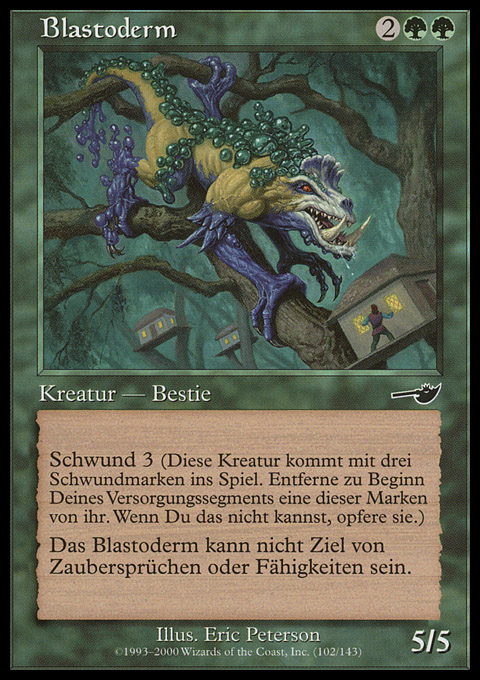 Blastoderm
2
Kreatur — Bestie
Schwund 3 (Diese Kreatur kommt mit drei
Schwundmarken ins Spiel. Entferne zu Beginn
Deines Versorgungssegments eine dieser Marken
von ihr. Wenn Du das nicht kannst, opfere sie.)
Das Blastoderm kann nicht Ziel von
Zaubersprüchen oder Fähigkeiten sein.
Illus. Eric Peterson
©1993–2000 Wizards of the Coast, Inc. (102/143)
5/5